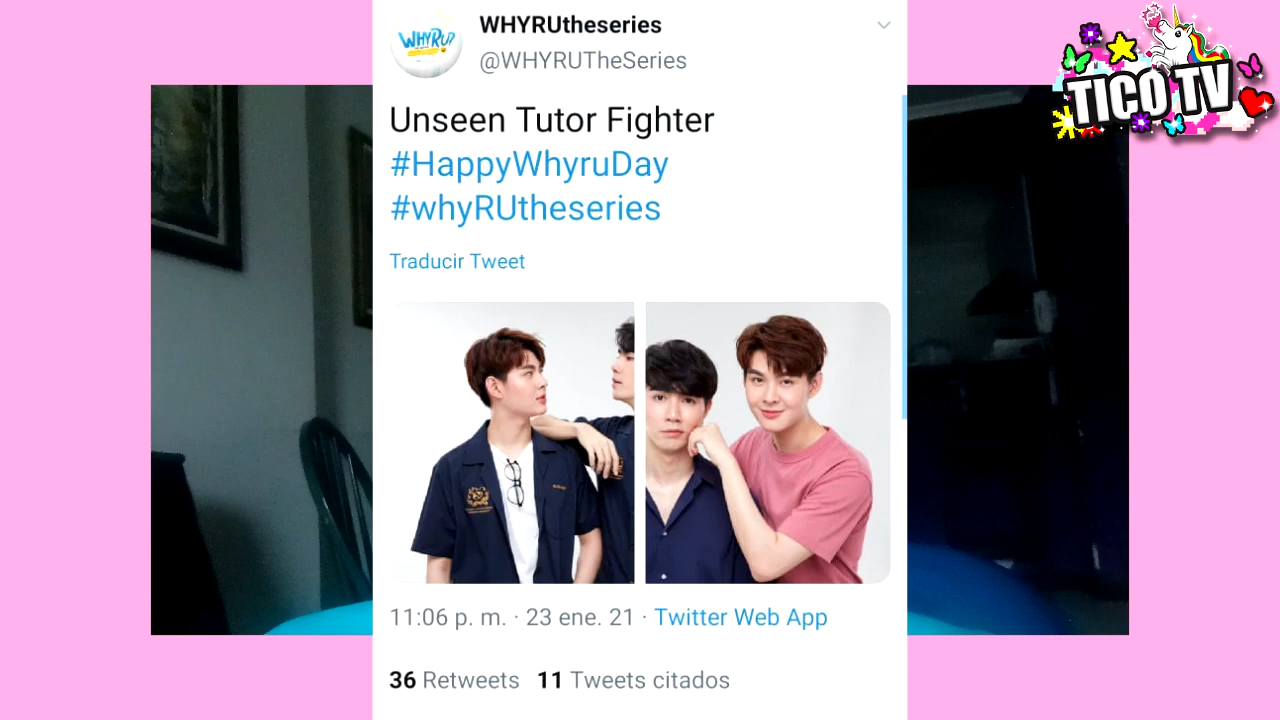 WHYRU?
WHYRUtheseries
@WHYRUTheSeries
TICO TV
Unseen Tutor Fighter
#HappyWhyruDay
#whyRUtheseries
Traducir Tweet
11:06 p. m. · 23 ene. 21 · Twitter Web App
36 Retweets 11 Tweets citados